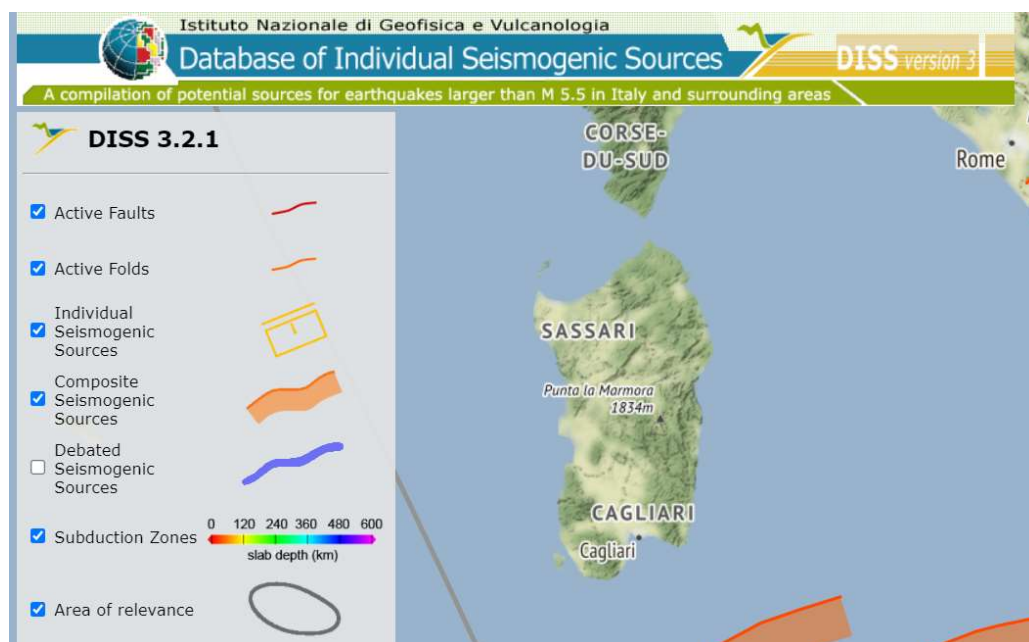 Istituto Nazionale di Geofisica e Vulcanologia
Database of Individual Seismogenic Sources
DISS version 3
A compilation of potential sources for earthquakes larger than M 5.5 in Italy and surrounding areas
DISS 3.2.1
Active Faults
Active Folds
Individual
Seismogenic
Sources
Composite
Seismogenic
Sources
Debated
Seismogenic
Sources
Subduction Zones
0 120 240 360 480 600
slab depth (km)
Area of relevance
CORSE-
DU-SUD
Rome
SASSARI
Punta la Marmora
1834m
CAGLIARI
Cagliari